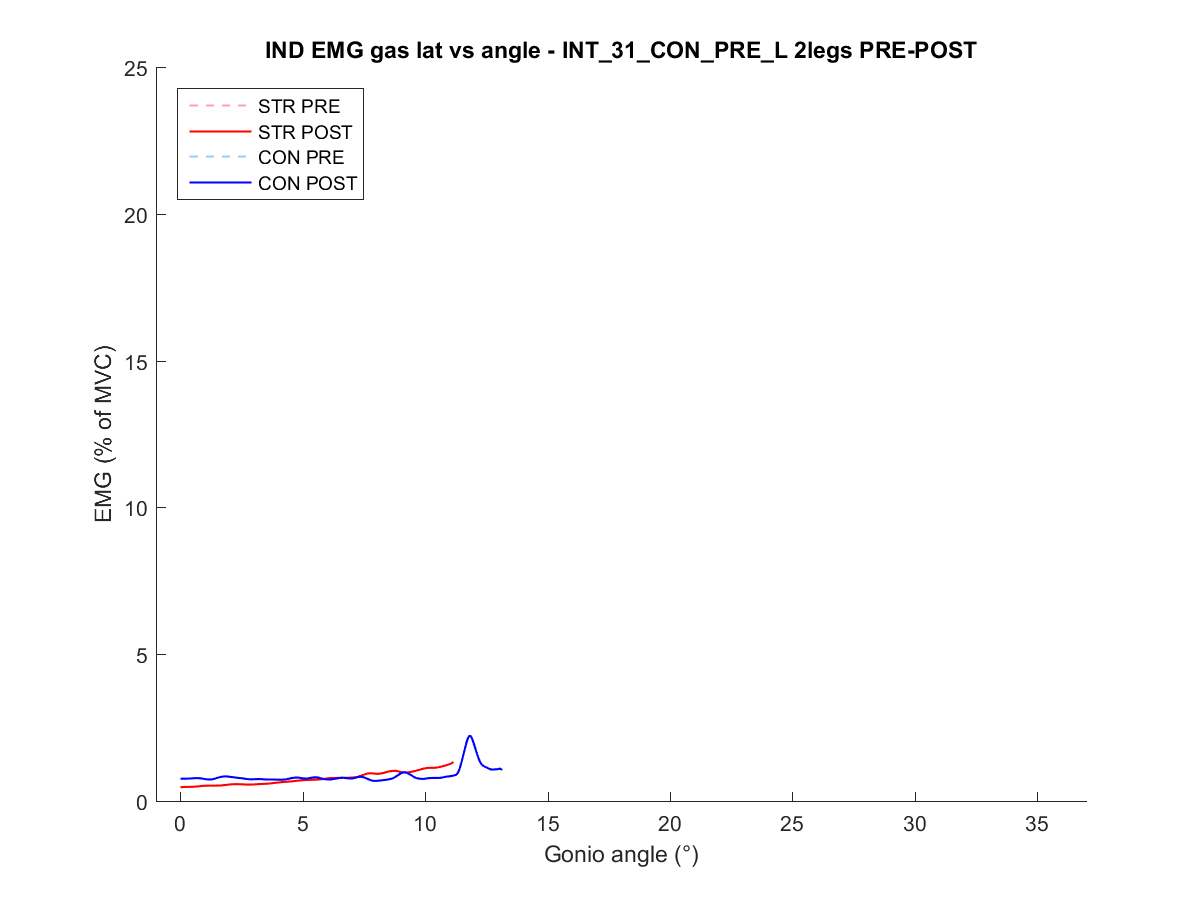 IND EMG gas lat vs angle - INT_31_CON_PRE_L 2legs PRE-POST
25
20
15
10
5
0
EMG (% of MVC)
STR PRE
STR POST
CON PRE
CON POST
0 5 10 15 20 25 30 35
Gonio angle (°)